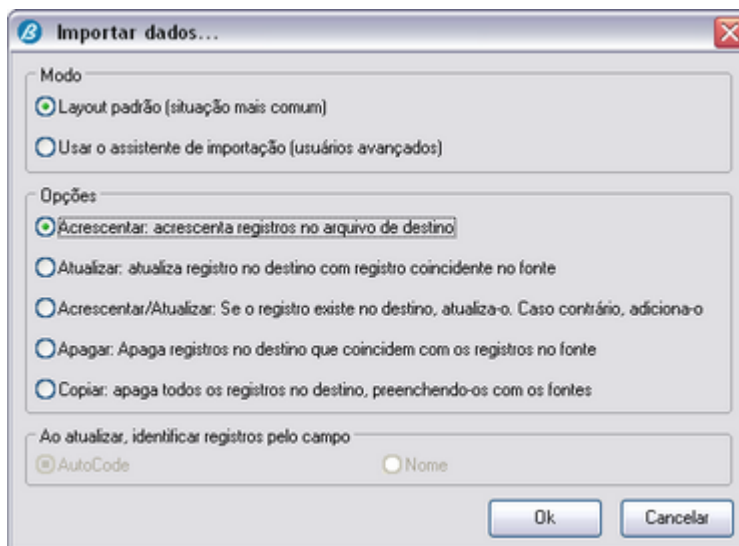 Importar dados...
Modo
Layout padrão (situação mais comum)
Usar o assistente de importação (usuários avançados)
Opções
Acrescentar: acrescenta registros no arquivo de destino
Atualizar: atualiza registro no destino com registro coincidente no fonte
Acrescentar/Atualizar: Se o registro existe no destino, atualiza-o. Caso contrário, adiciona-o
Apagar: Apaga registros no destino que coincidem com os registros no fonte
Copiar: apaga todos os registros no destino, preenchendo-os com os fontes
Ao atualizar, identificar registros pelo campo
AutoCode Nome
Ok Cancelar